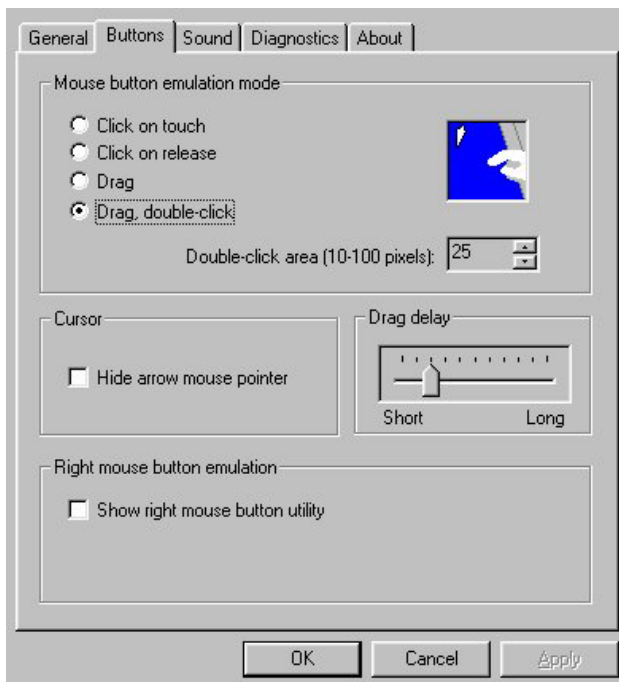 General Buttons Sound Diagnostics About
Mouse button emulation mode
Click on touch
Click on release
Drag
Drag, double-click
Double-click area (10-100 pixels): 25
Cursor
Hide arrow mouse pointer
Drag delay
Short Long
Right mouse button emulation
Show right mouse button utility
OK Cancel Apply